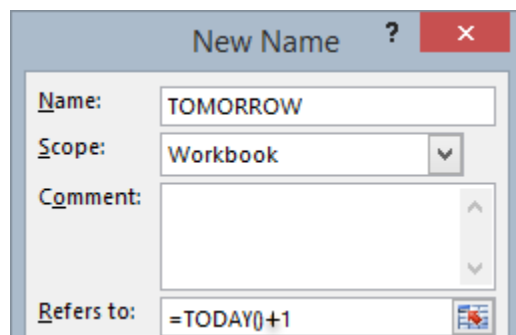 New Name ? ×
Name: TOMORROW
Scope: Workbook
Comment:
Refers to: =TODAY()+1